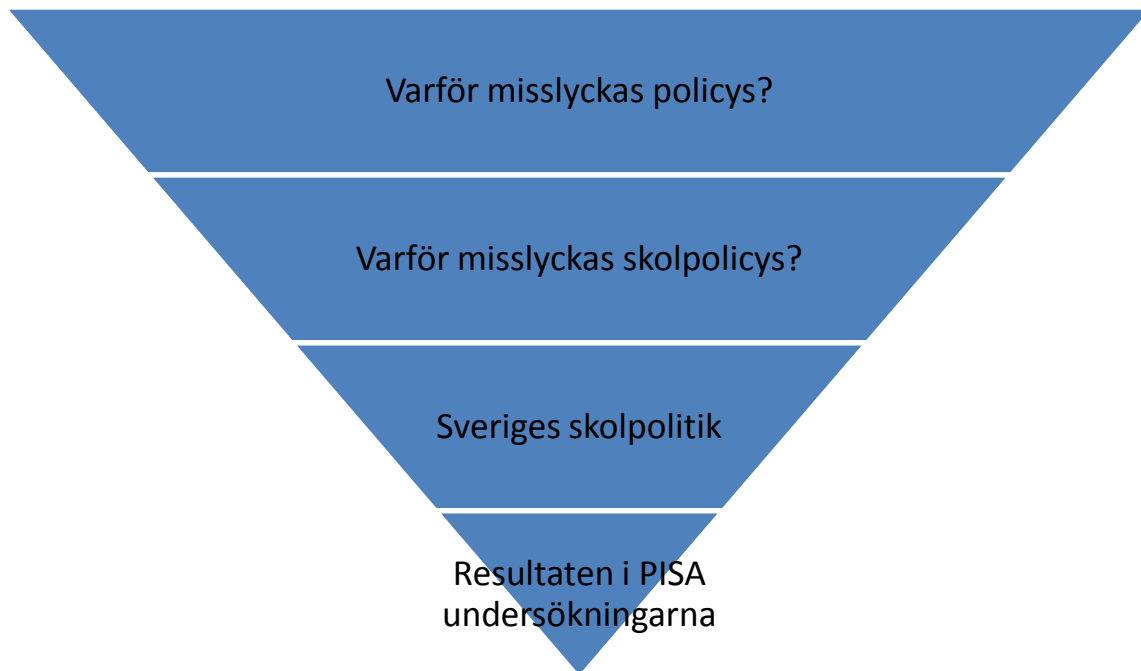 Varför misslyckas policys?
Varför misslyckas skolpolicys?
Sveriges skolpolitik
Resultaten i PISA
undersökningarna